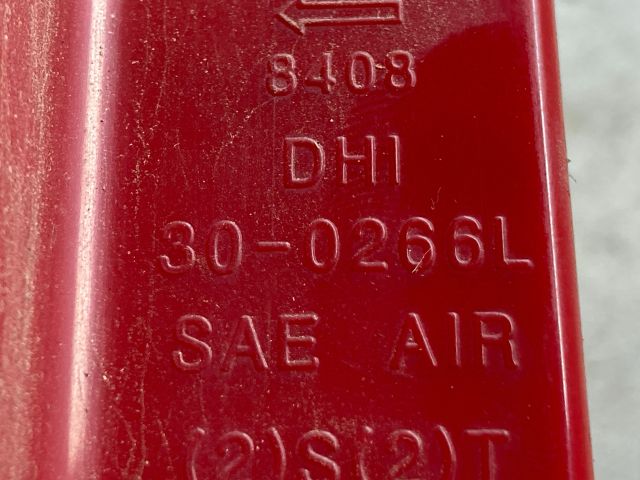 8408
DHI
30-0266L
SAE AIR
(2)S(2)T